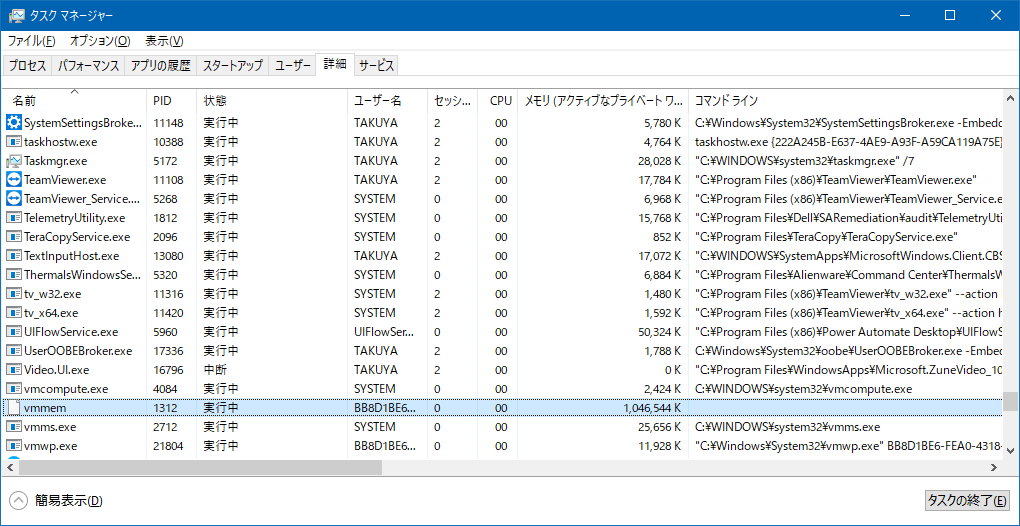 タスク マネージャー
ファイル(F) オプション(O) 表示(V)
プロセス パフォーマンス アプリの履歴 スタートアップ ユーザー 詳細 サービス
名前 PID 状態 ユーザー名 セッシ... CPU メモリ (アクティブなプライベート ワ... コマンド ライン
SystemSettingsBroke... 11148 実行中 TAKUYA 2 00 5,780 K C:¥Windows¥System32¥SystemSettingsBroker.exe -Embedd
taskhostw.exe 10388 実行中 TAKUYA 2 00 4,764 K taskhostw.exe {222A245B-E637-4AE9-A93F-A59CA119A75E}
Taskmgr.exe 5172 実行中 TAKUYA 2 00 28,028 K "C:¥WINDOWS¥system32¥taskmgr.exe" /7
TeamViewer.exe 11108 実行中 TAKUYA 2 00 17,784 K "C:¥Program Files (x86)¥TeamViewer¥TeamViewer.exe"
TeamViewer_Service.... 5268 実行中 SYSTEM 0 00 6,968 K "C:¥Program Files (x86)¥TeamViewer¥TeamViewer_Service.e
TelemetryUtility.exe 1812 実行中 SYSTEM 0 00 15,768 K "C:¥Program Files¥Dell¥SARemediation¥audit¥TelemetryUti
TeraCopyService.exe 2096 実行中 SYSTEM 0 00 852 K "C:¥Program Files¥TeraCopy¥TeraCopyService.exe"
TextInputHost.exe 13080 実行中 TAKUYA 2 00 17,072 K "C:¥WINDOWS¥SystemApps¥MicrosoftWindows.Client.CBS
ThermalsWindowsSe... 5320 実行中 SYSTEM 0 00 6,884 K "C:¥Program Files¥Alienware¥Command Center¥ThermalsW
tv_w32.exe 11316 実行中 SYSTEM 2 00 1,480 K "C:¥Program Files (x86)¥TeamViewer¥tv_w32.exe" --action
tv_x64.exe 11420 実行中 SYSTEM 2 00 1,592 K "C:¥Program Files (x86)¥TeamViewer¥tv_x64.exe" --action h
UIFlowService.exe 5960 実行中 UIFlowSer... 0 00 50,324 K "C:¥Program Files (x86)¥Power Automate Desktop¥UIFlowS
UserOOBEBroker.exe 17336 実行中 TAKUYA 2 00 1,788 K C:¥Windows¥System32¥oobe¥UserOOBEBroker.exe -Embed
Video.UI.exe 16796 中断 TAKUYA 2 00 0 K "C:¥Program Files¥WindowsApps¥Microsoft.ZuneVideo_10
vmcompute.exe 4084 実行中 SYSTEM 0 00 2,424 K C:¥WINDOWS¥system32¥vmcompute.exe
vmmem 1312 実行中 BB8D1BE6... 0 00 1,046,544 K
vmms.exe 2712 実行中 SYSTEM 0 00 25,656 K C:¥WINDOWS¥system32¥vmms.exe
vmwp.exe 21804 実行中 BB8D1BE6... 0 00 11,928 K "C:¥Windows¥System32¥vmwp.exe" BB8D1BE6-FEA0-4318-
簡易表示(D) タスクの終了(E)